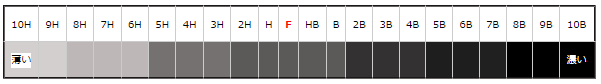 10H 9H 8H 7H 6H 5H 4H 3H 2H H F HB B 2B 3B 4B 5B 6B 7B 8B 9B 10B
薄い 濃い